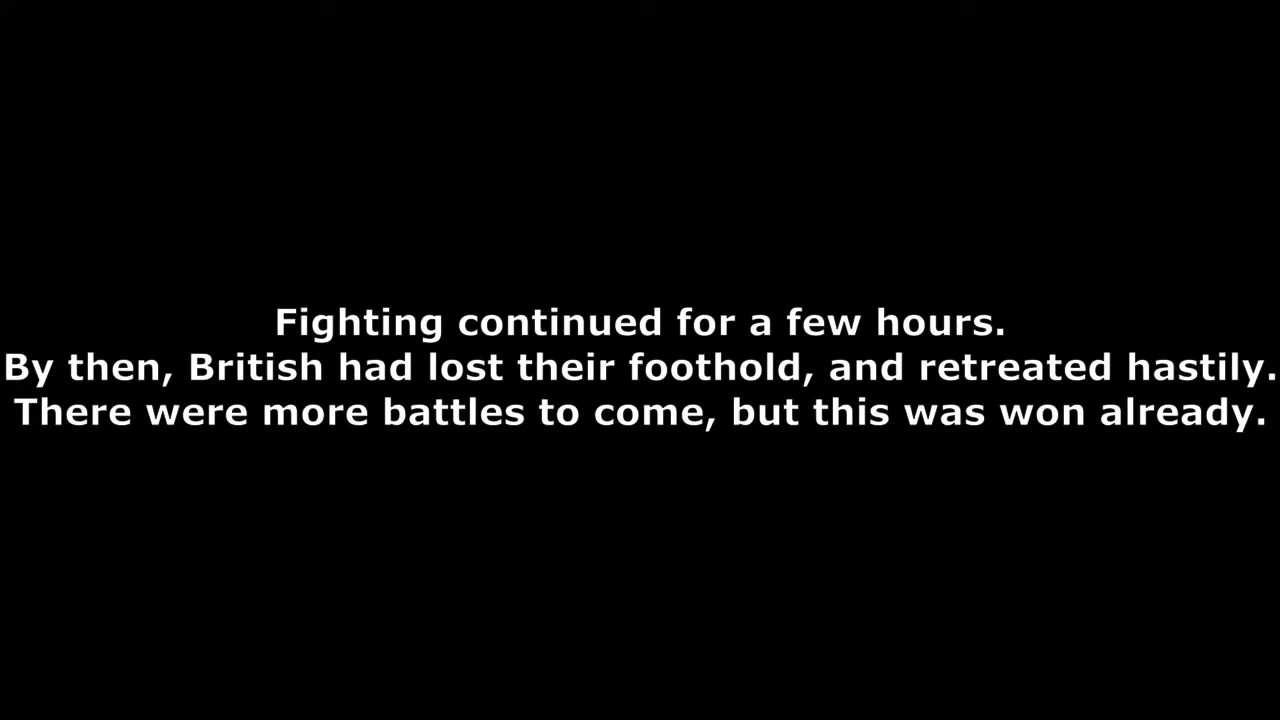 Fighting continued for a few hours.
By then, British had lost their foothold, and retreated hastily.
There were more battles to come, but this was won already.